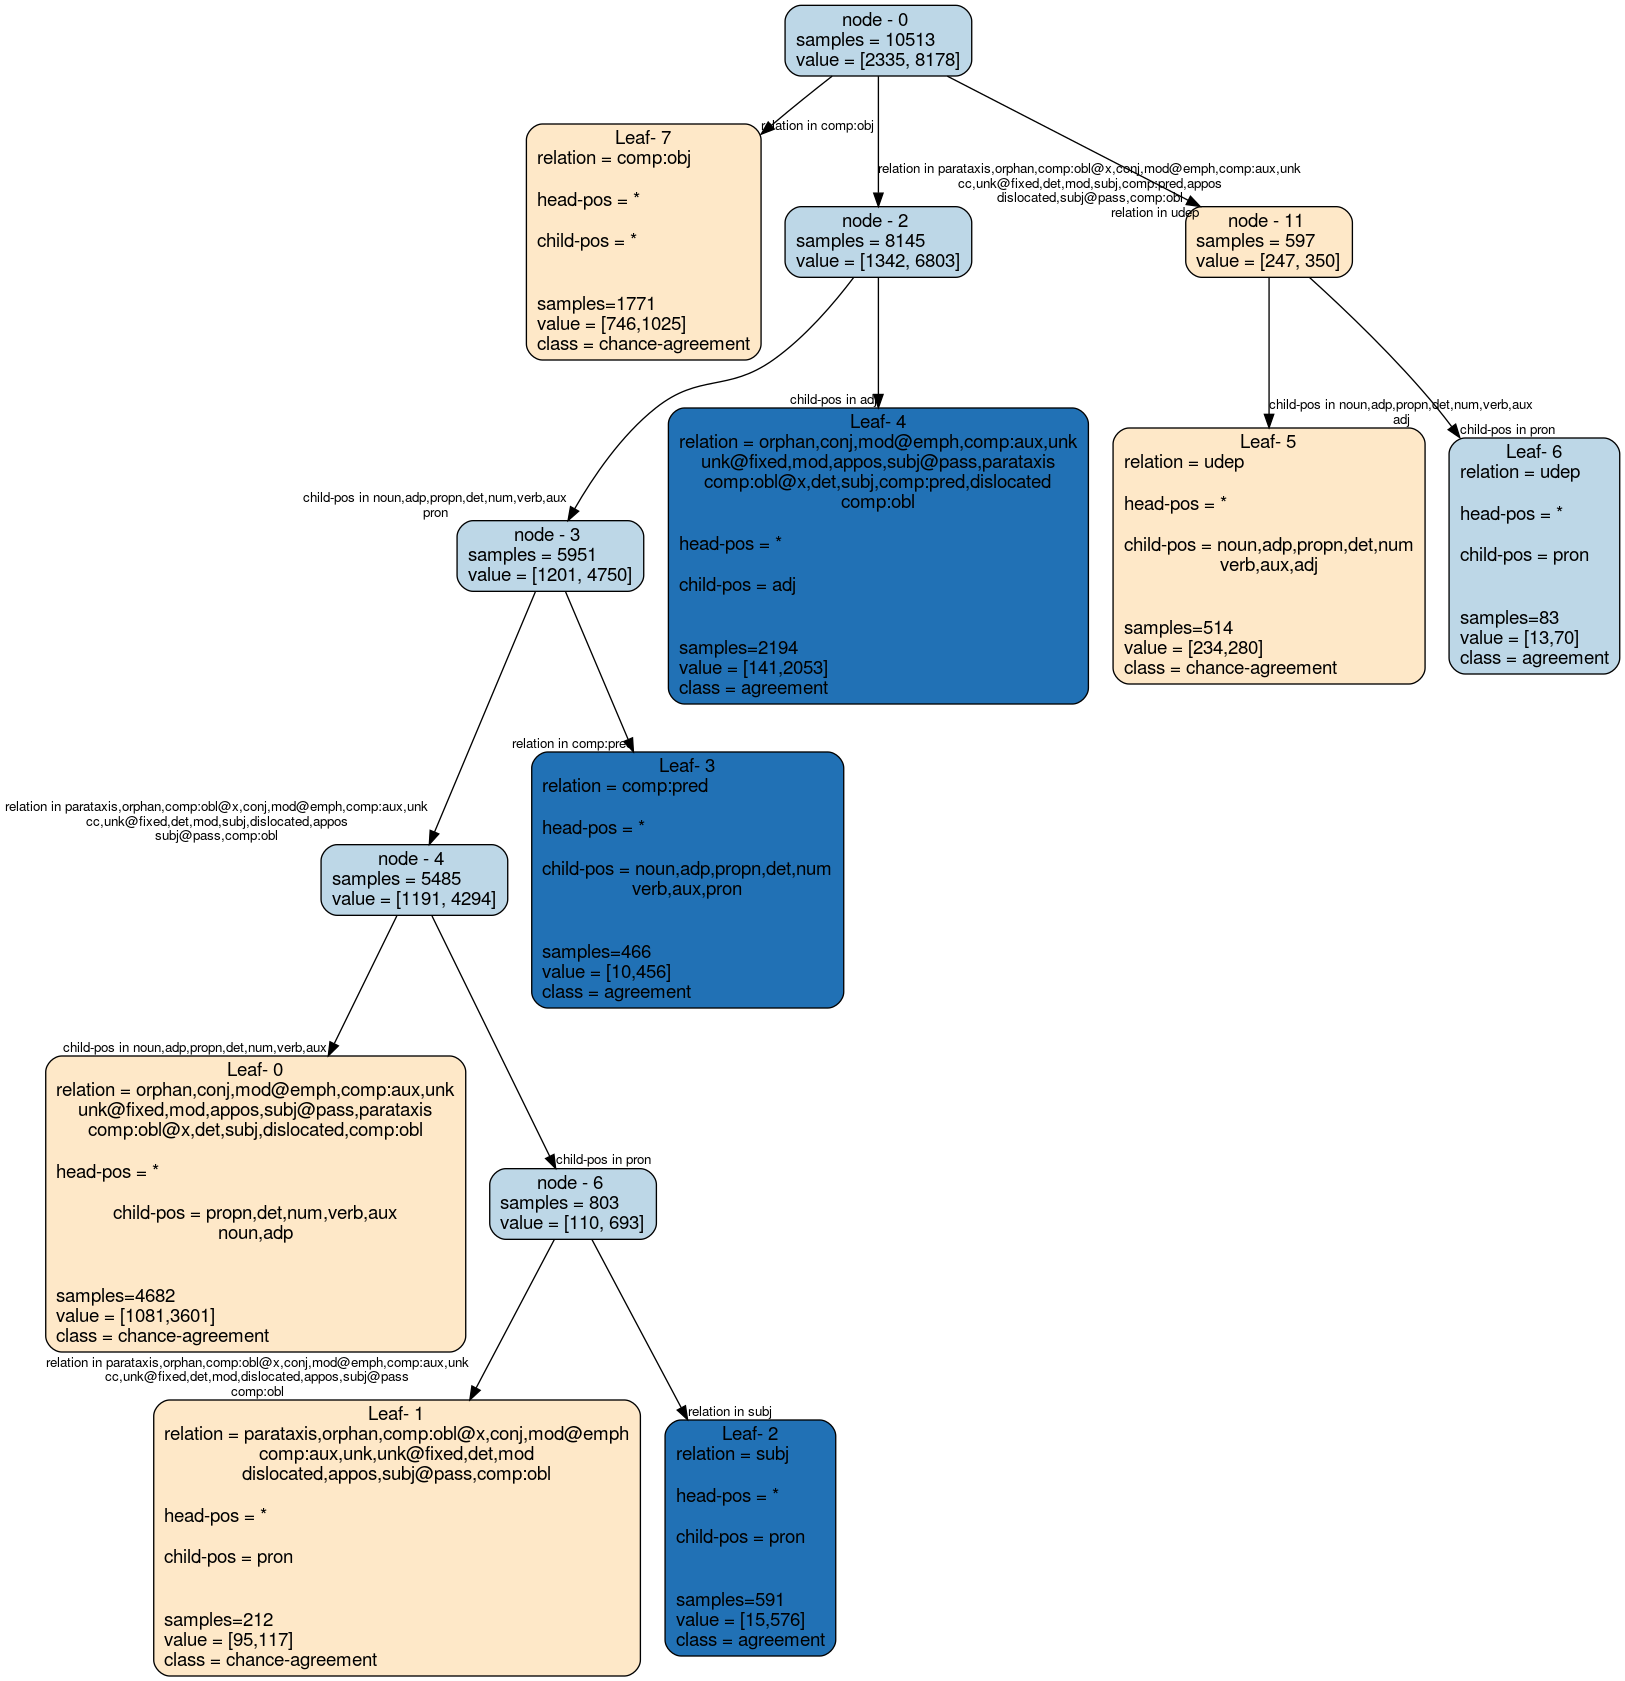 node - 0
samples = 10513
value = [2335, 8178]
relation in comp:obj
relation in parataxis,orphan,comp:obl@x,conj,mod@emph,comp:aux,unk
cc,unk@fixed,det,mod,subj,comp:pred,appos
dislocated,subj@pass,comp:obl
relation in udep
Leaf- 7
relation = comp:obj
head-pos = *
child-pos = *
samples=1771
value = [746,1025]
class = chance-agreement
node - 2
samples = 8145
value = [1342, 6803]
node - 11
samples = 597
value = [247, 350]
child-pos in adj
child-pos in noun,adp,propn,det,num,verb,aux
adj
child-pos in pron
Leaf- 4
relation = orphan,conj,mod@emph,comp:aux,unk
unk@fixed,mod,appos,subj@pass,parataxis
comp:obl@x,det,subj,comp:pred,dislocated
comp:obl
head-pos = *
child-pos = adj
samples=2194
value = [141,2053]
class = agreement
Leaf- 5
relation = udep
head-pos = *
child-pos = noun,adp,propn,det,num
verb,aux,adj
samples=514
value = [234,280]
class = chance-agreement
Leaf- 6
relation = udep
head-pos = *
child-pos = pron
samples=83
value = [13,70]
class = agreement
child-pos in noun,adp,propn,det,num,verb,aux
pron
node - 3
samples = 5951
value = [1201, 4750]
relation in comp:pred
Leaf- 3
relation = comp:pred
head-pos = *
child-pos = noun,adp,propn,det,num
verb,aux,pron
samples=466
value = [10,456]
class = agreement
relation in parataxis,orphan,comp:obl@x,conj,mod@emph,comp:aux,unk
cc,unk@fixed,det,mod,subj,dislocated,appos
subj@pass,comp:obl
node - 4
samples = 5485
value = [1191, 4294]
child-pos in noun,adp,propn,det,num,verb,aux
Leaf- 0
relation = orphan,conj,mod@emph,comp:aux,unk
unk@fixed,mod,appos,subj@pass,parataxis
comp:obl@x,det,subj,dislocated,comp:obl
head-pos = *
child-pos = propn,det,num,verb,aux
noun,adp
samples=4682
value = [1081,3601]
class = chance-agreement
child-pos in pron
node - 6
samples = 803
value = [110, 693]
relation in parataxis,orphan,comp:obl@x,conj,mod@emph,comp:aux,unk
cc,unk@fixed,det,mod,dislocated,appos,subj@pass
comp:obl
Leaf- 1
relation = parataxis,orphan,comp:obl@x,conj,mod@emph
comp:aux,unk,unk@fixed,det,mod
dislocated,appos,subj@pass,comp:obl
head-pos = *
child-pos = pron
samples=212
value = [95,117]
class = chance-agreement
relation in subj
Leaf- 2
relation = subj
head-pos = *
child-pos = pron
samples=591
value = [15,576]
class = agreement